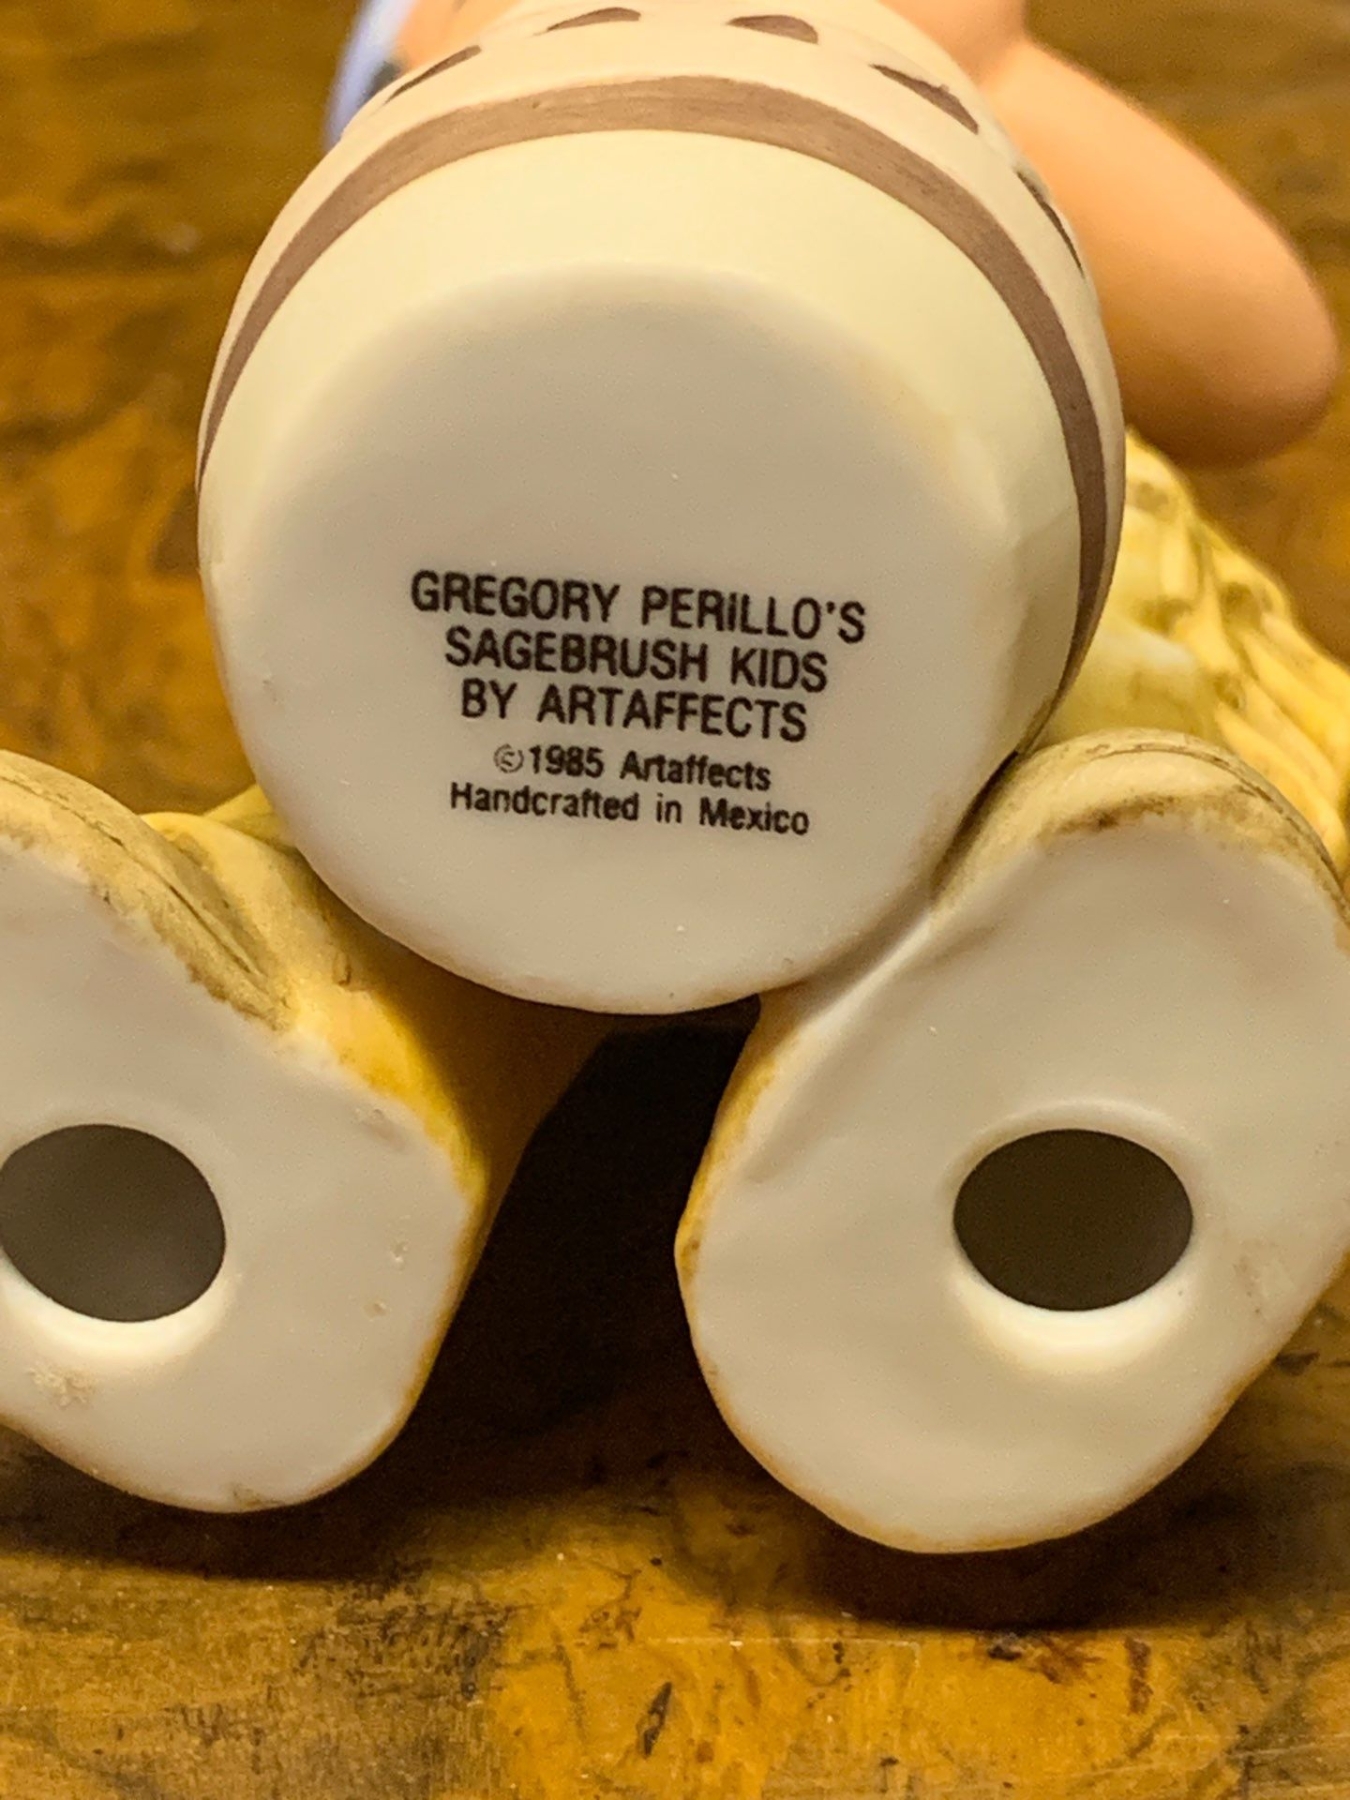 GREGORY PERILLO'S
SAGEBRUSH KIDS
BY ARTAFFECTS
©1985 Artaffects
Handcrafted in Mexico